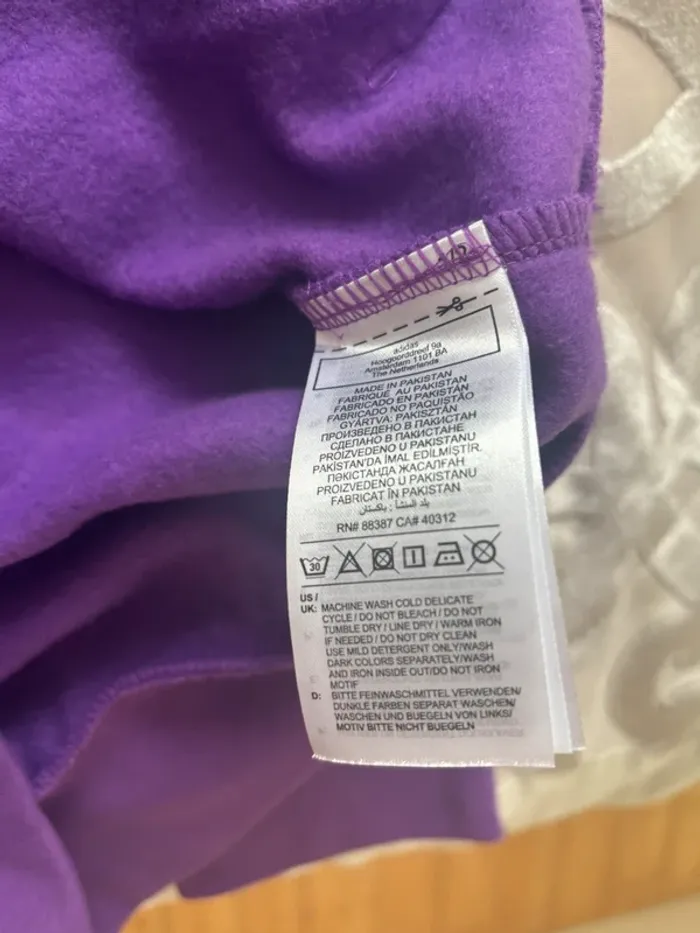 adidas
Hoogoorddreef 9a
Amsterdam 1101 BA
The Netherlands
MADE IN PAKISTAN
FABRIQUÉ AU PAKISTAN
FABRICADO EN PAKISTÁN
FABRICADO NO PAQUISTÃO
GYÁRTVA: PAKISZTÁN
ПРОИЗВЕДЕНО В ПАКИСТАН
СДЕЛАНО В ПАКИСТАНЕ
PROIZVEDENO U PAKISTANU
PAKİSTAN'DA İMAL EDİLMİŞTİR.
ПӘКІСТАНДА ЖАСАЛҒАН
PROIZVEDENO U PAKISTANU
FABRICAT ÎN PAKISTAN
بلد المنشأ : باكستان
RN# 88387 CA# 40312
30
US /
UK: MACHINE WASH COLD DELICATE
CYCLE / DO NOT BLEACH / DO NOT
TUMBLE DRY / LINE DRY / WARM IRON
IF NEEDED / DO NOT DRY CLEAN
USE MILD DETERGENT ONLY/WASH
DARK COLORS SEPARATELY/WASH
AND IRON INSIDE OUT/DO NOT IRON
MOTIF
D: BITTE FEINWASCHMITTEL VERWENDEN/
DUNKLE FARBEN SEPARAT WASCHEN/
WASCHEN UND BUEGELN VON LINKS/
MOTIV BITTE NICHT BUEGELN